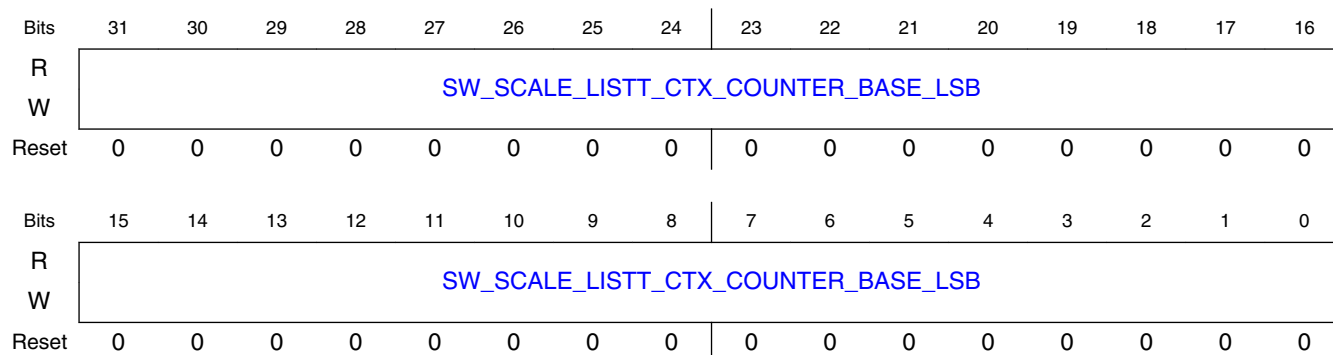 Bits 31 30 29 28 27 26 25 24 23 22 21 20 19 18 17 16
R
SW_SCALE_LISTT_CTX_COUNTER_BASE_LSB
W
Reset 0 0 0 0 0 0 0 0 0 0 0 0 0 0 0 0
Bits 15 14 13 12 11 10 9 8 7 6 5 4 3 2 1 0
R
SW_SCALE_LISTT_CTX_COUNTER_BASE_LSB
W
Reset 0 0 0 0 0 0 0 0 0 0 0 0 0 0 0 0